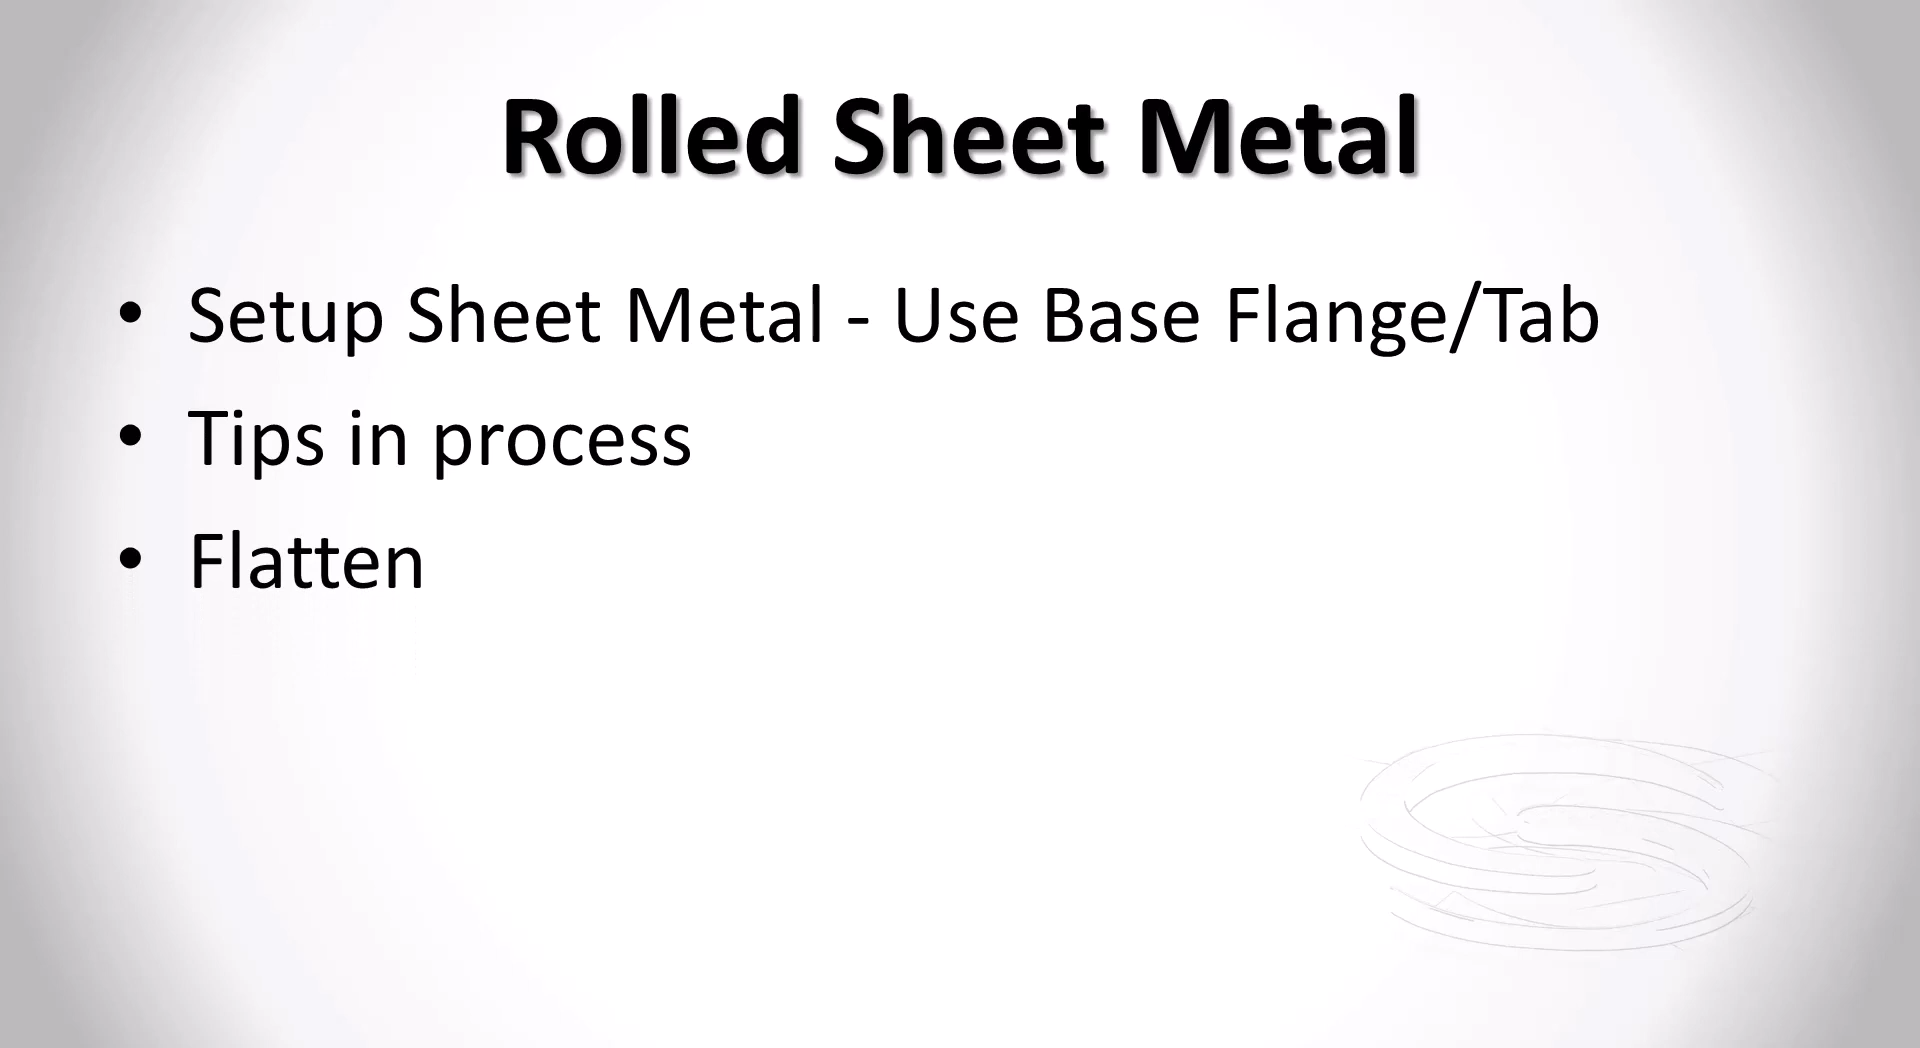 Rolled Sheet Metal
• Setup Sheet Metal - Use Base Flange/Tab
• Tips in process
• Flatten